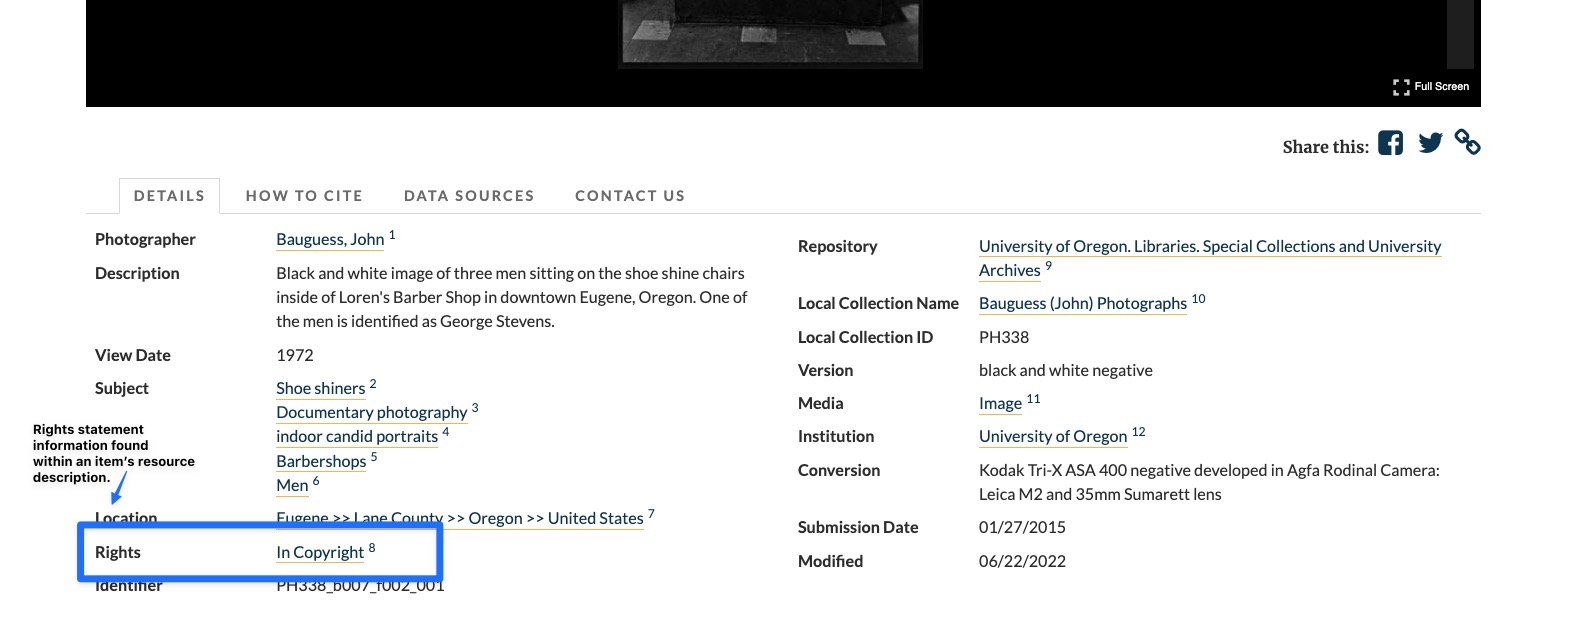 Full Screen
Share this:
DETAILS
HOW TO CITE
DATA SOURCES
CONTACT US
Photographer
Bauguess, John 1
Description
Black and white image of three men sitting on the shoe shine chairs
inside of Loren's Barber Shop in downtown Eugene, Oregon. One of
the men is identified as George Stevens.
View Date
1972
Subject
Shoe shiners 2
Documentary photography 3
indoor candid portraits 4
Barbershops 5
Men 6
Rights statement
information found
within an item's resource
description.
Location
Eugene >> Lane County >> Oregon >> United States 7
Rights
In Copyright 8
Identifier
PH338_b007_f002_001
Repository
University of Oregon. Libraries. Special Collections and University
Archives 9
Local Collection Name
Bauguess (John) Photographs 10
Local Collection ID
PH338
Version
black and white negative
Media
Image 11
Institution
University of Oregon 12
Conversion
Kodak Tri-X ASA 400 negative developed in Agfa Rodinal Camera:
Leica M2 and 35mm Sumarett lens
Submission Date
01/27/2015
Modified
06/22/2022